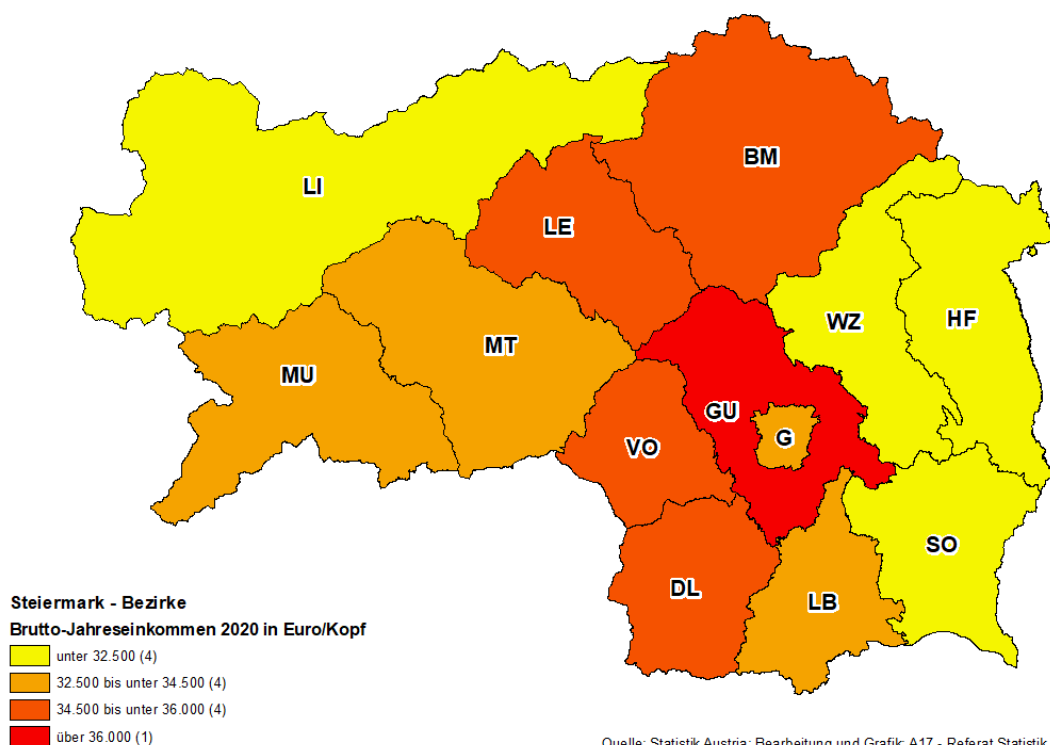 BM
LI
LE
HF
WZ
MT
MU
GU
G
VO
SO
DL
LB
Steiermark - Bezirke
Brutto-Jahreseinkommen 2020 in Euro/Kopf
unter 32.500 (4)
32.500 bis unter 34.500 (4)
34.500 bis unter 36.000 (4)
über 36.000 (1)
Quelle: Statistik Austria; Bearbeitung und Grafik: A17 - Referat Statistik